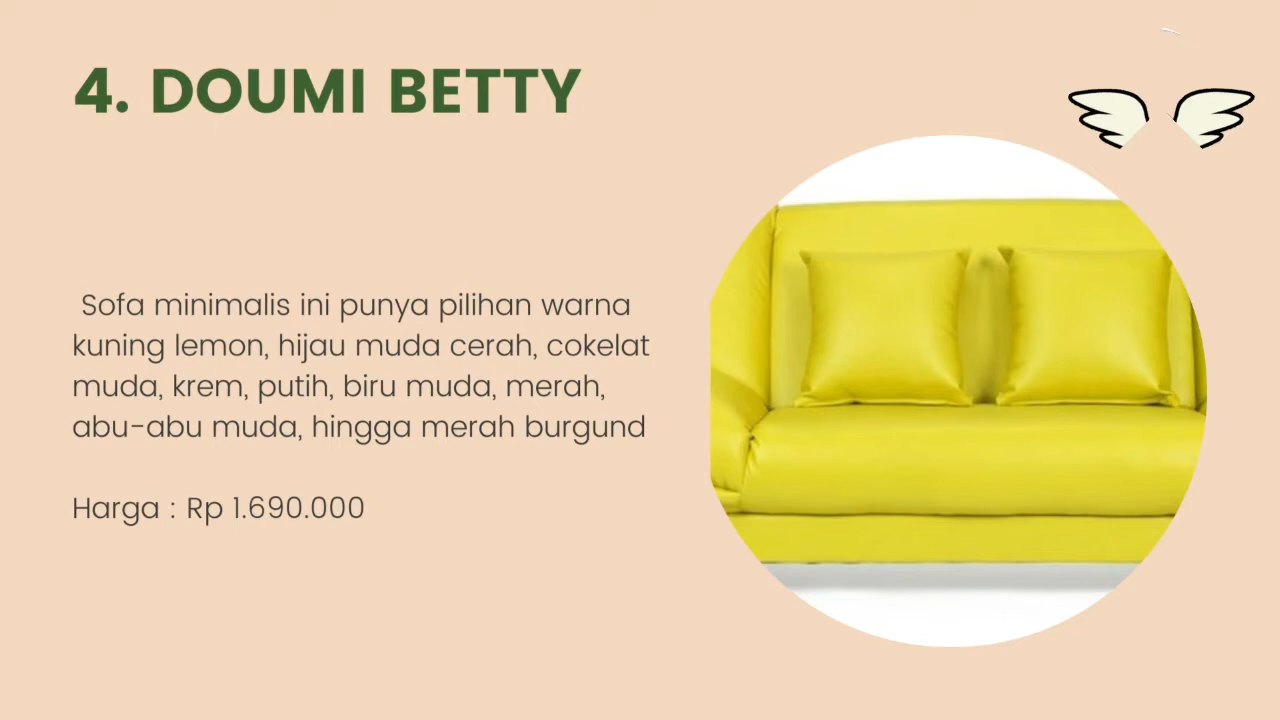 4. DOUMI BETTY
Sofa minimalis ini punya pilihan warna
kuning lemon, hijau muda cerah, cokelat
muda, krem, putih, biru muda, merah,
abu-abu muda, hingga merah burgund
Harga : Rp 1.690.000